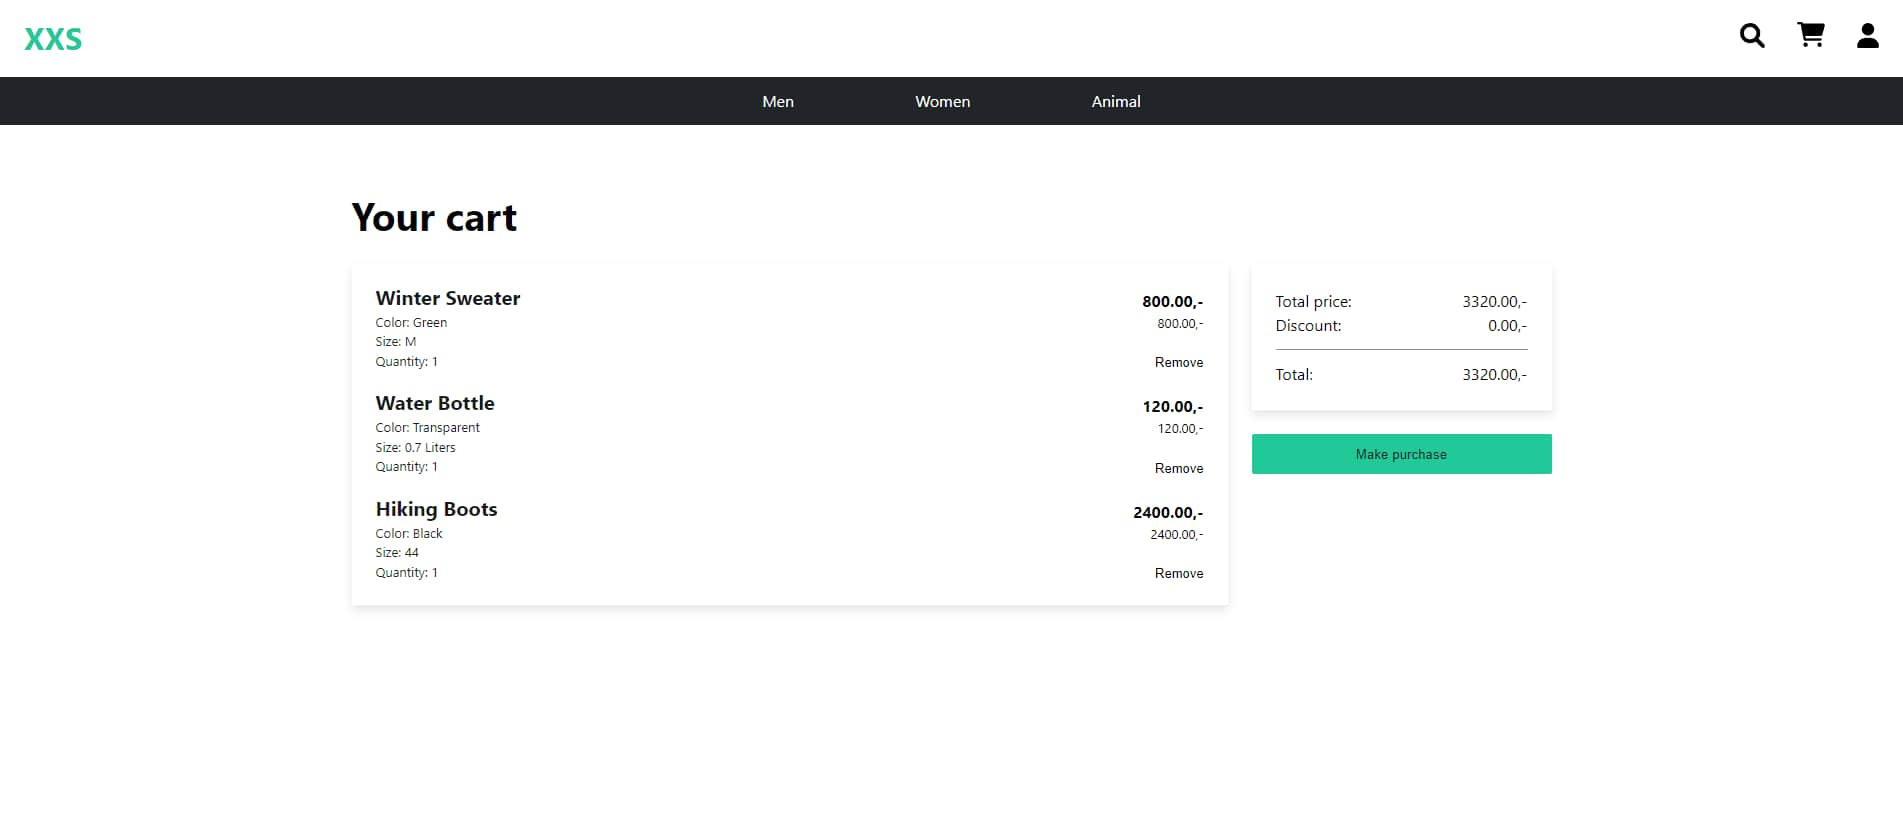 XXS
Men Women Animal
Your cart
Winter Sweater 800.00,-
Color: Green 800.00,-
Size: M
Quantity: 1 Remove
Water Bottle 120.00,-
Color: Transparent 120.00,-
Size: 0.7 Liters
Quantity: 1 Remove
Hiking Boots 2400.00,-
Color: Black 2400.00,-
Size: 44
Quantity: 1 Remove
Total price: 3320.00,-
Discount: 0.00,-
Total: 3320.00,-
Make purchase